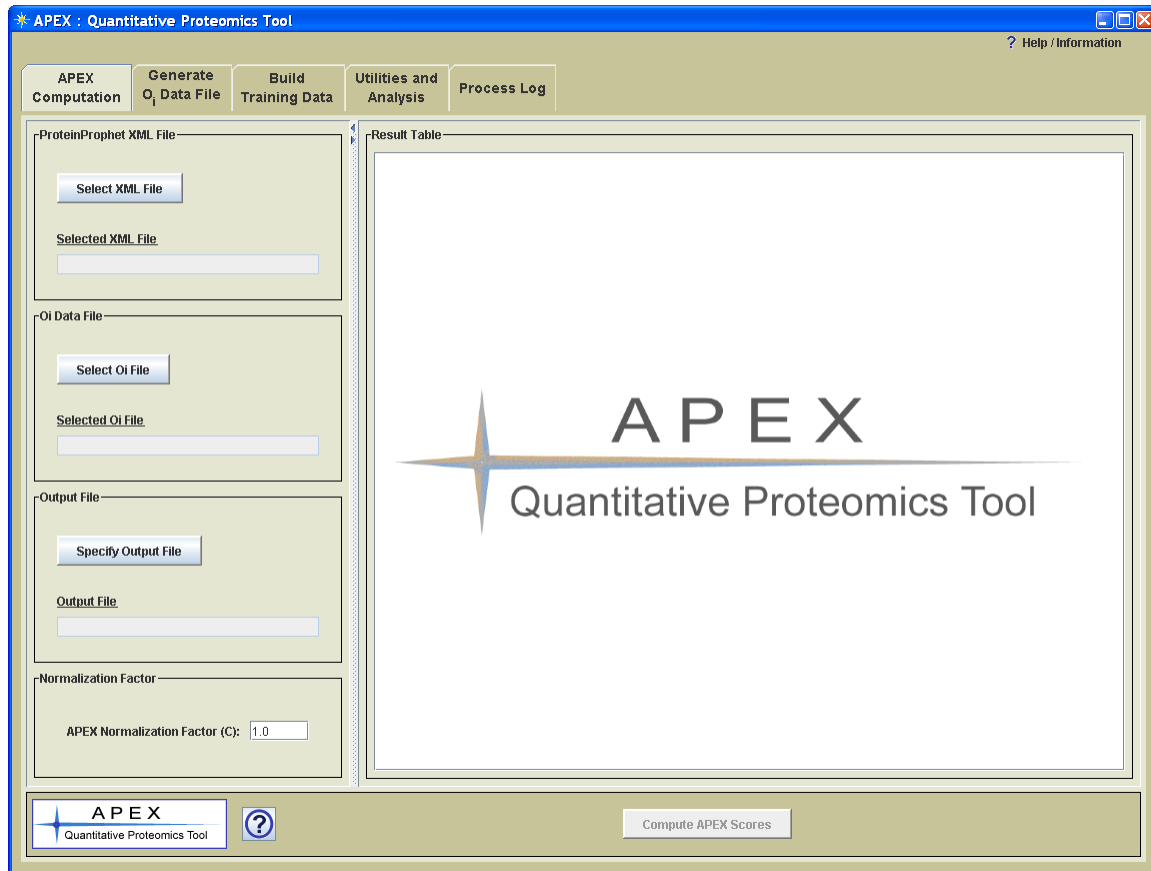 APEX : Quantitative Proteomics Tool
? Help / Information
APEX Computation
Generate Oi Data File
Build Training Data
Utilities and Analysis
Process Log
ProteinProphet XML File
Select XML File
Selected XML File
Oi Data File
Select Oi File
Selected Oi File
Output File
Specify Output File
Output File
Normalization Factor
APEX Normalization Factor (C): 1.0
Result Table
APEX
Quantitative Proteomics Tool
APEX
Quantitative Proteomics Tool
?
Compute APEX Scores